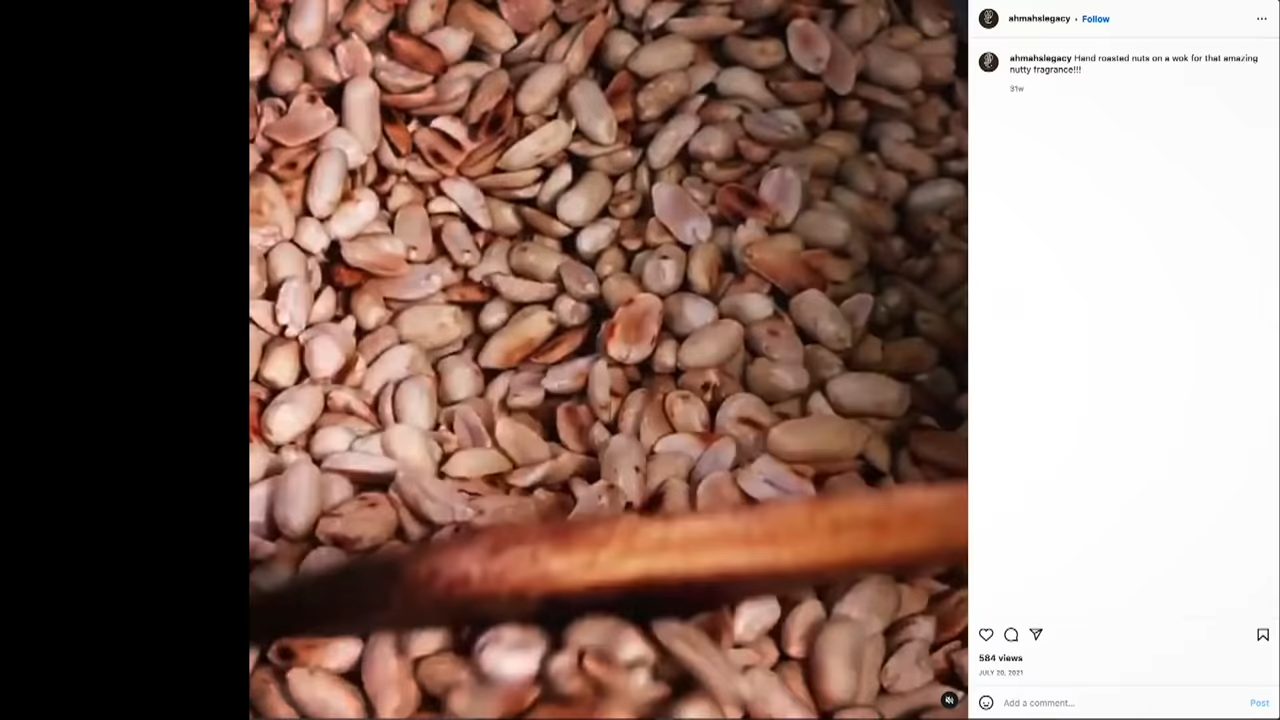 ahmahslegacy • Follow
ahmahslegacy Hand roasted nuts on a wok for that amazing
nutty fragrance!!!
91w
584 views
JULY 20, 2021
Add a comment...
Post